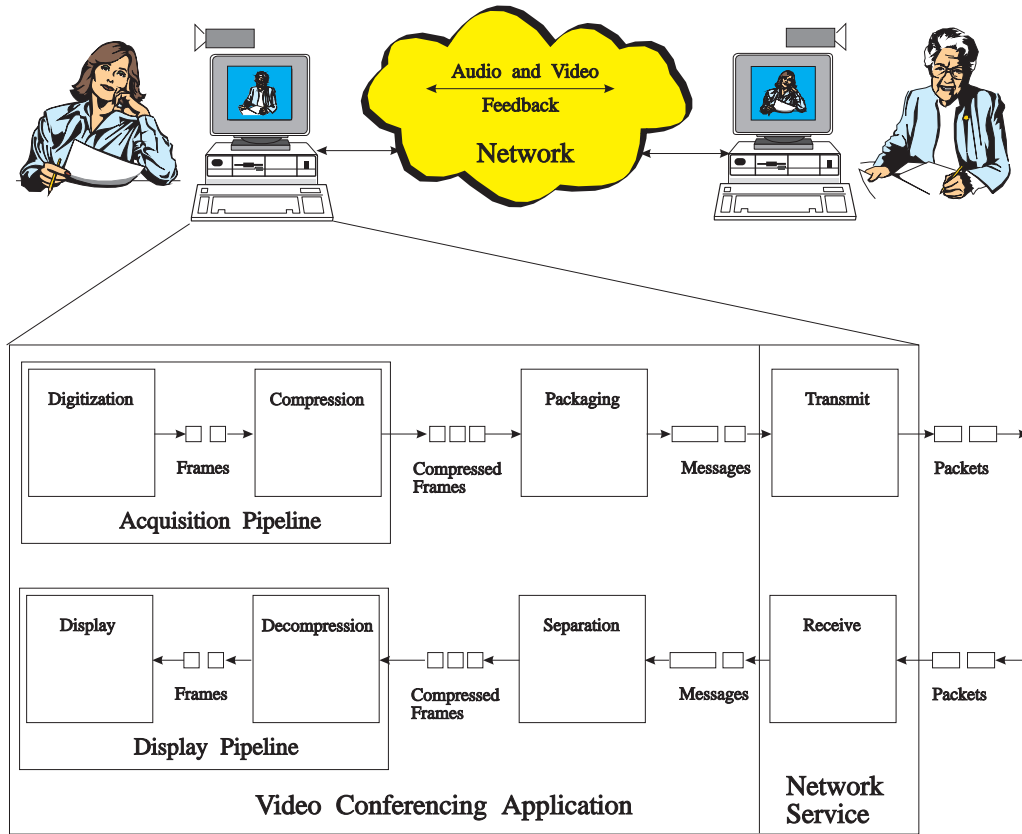 Audio and Video
Feedback
Network
Digitization
Frames
Compression
Compressed
Frames
Packaging
Messages
Transmit
Packets
Acquisition Pipeline
Display
Frames
Decompression
Compressed
Frames
Separation
Messages
Receive
Packets
Display Pipeline
Video Conferencing Application
Network
Service